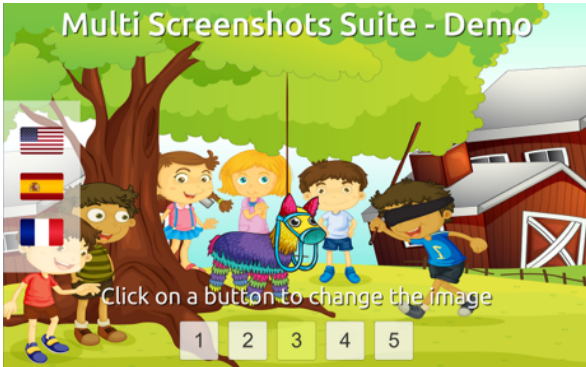 Multi Screenshots Suite - Demo
Click on a button to change the image
1 2 3 4 5